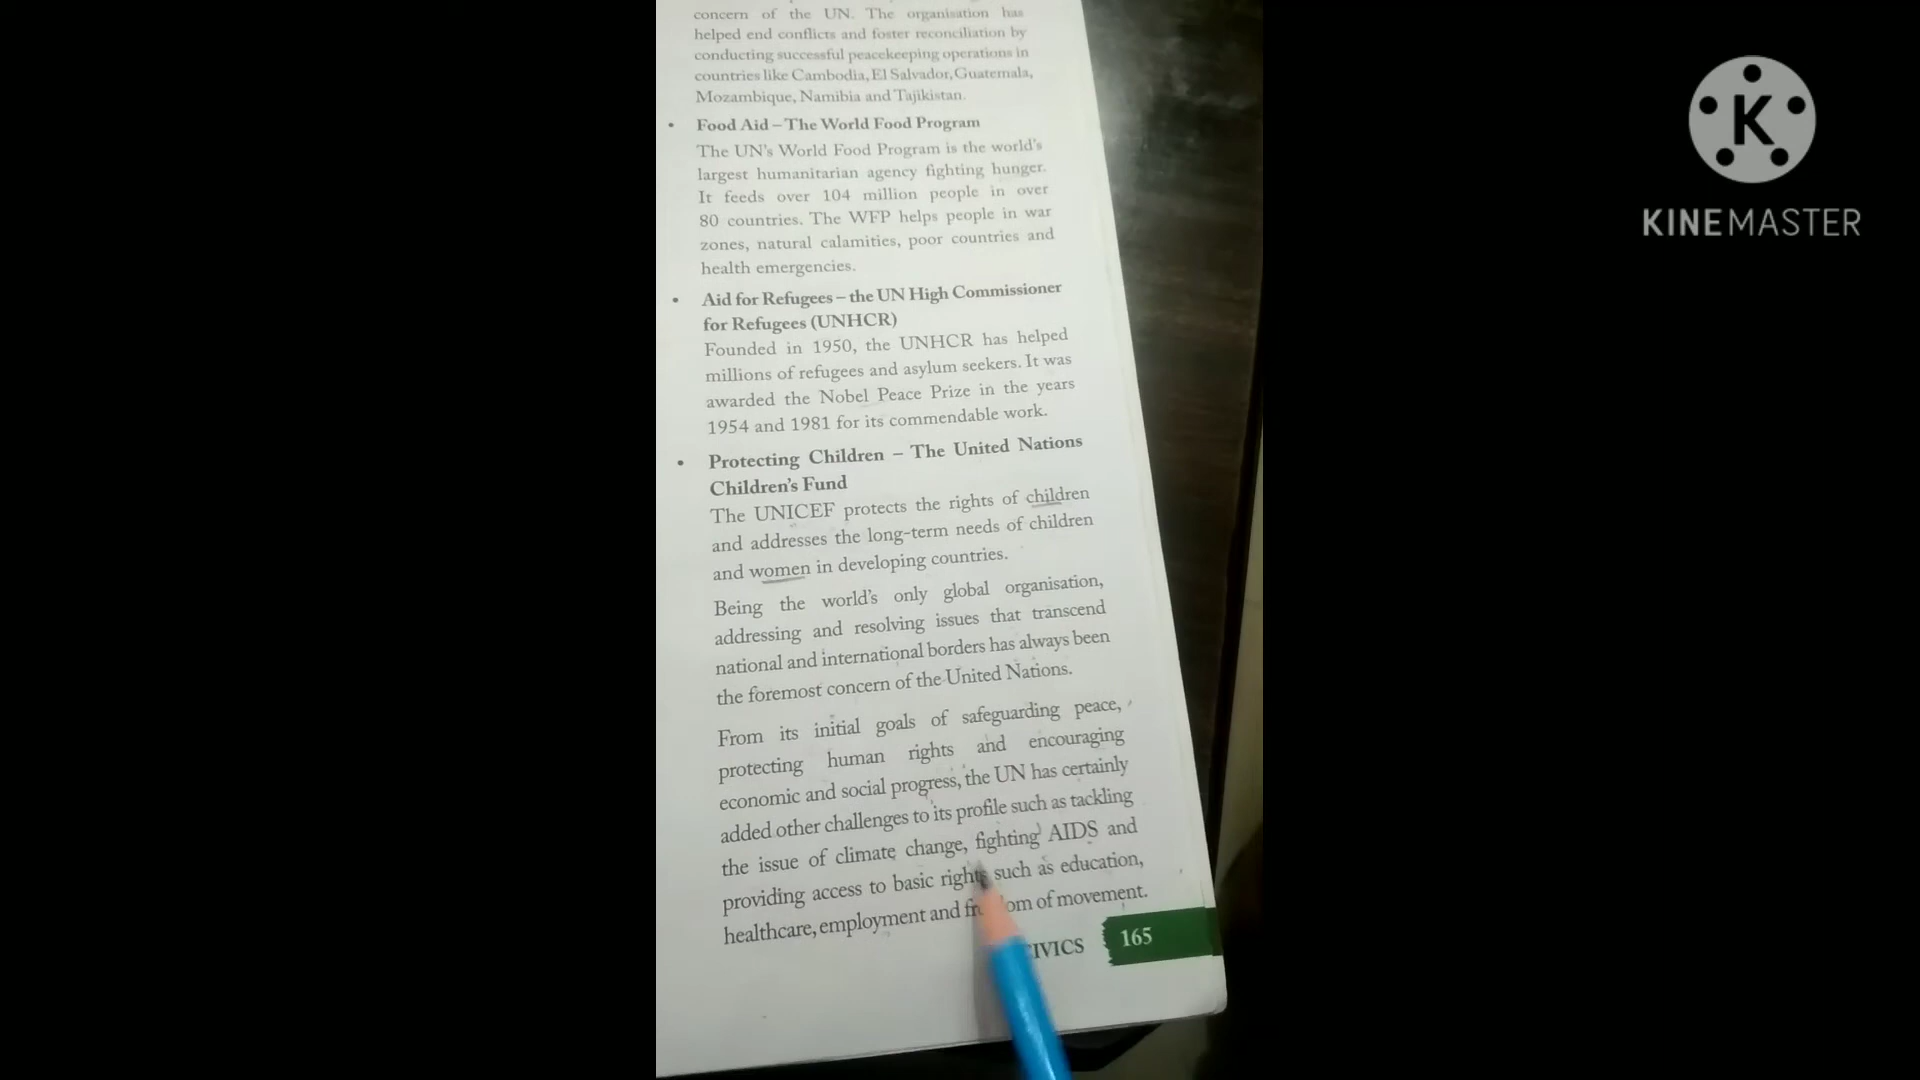 concern of the UN. The organisation has
helped end conflicts and foster reconciliation by
conducting successful peacekeeping operations in
countries like Cambodia, El Salvador, Guatemala,
Mozambique, Namibia and Tajikistan.
• Food Aid – The World Food Program
The UN's World Food Program is the world's
largest humanitarian agency fighting hunger.
It feeds over 104 million people in over
80 countries. The WFP helps people in war
zones, natural calamities, poor countries and
health emergencies.
• Aid for Refugees – the UN High Commissioner
for Refugees (UNHCR)
Founded in 1950, the UNHCR has helped
millions of refugees and asylum seekers. It was
awarded the Nobel Peace Prize in the years
1954 and 1981 for its commendable work.
• Protecting Children – The United Nations
Children's Fund
The UNICEF protects the rights of children
and addresses the long-term needs of children
and women in developing countries.
Being the world's only global organisation,
addressing and resolving issues that transcend
national and international borders has always been
the foremost concern of the United Nations.
From its initial goals of safeguarding peace,
protecting human rights and encouraging
economic and social progress, the UN has certainly
added other challenges to its profile such as tackling
the issue of climate change, fighting AIDS and
providing access to basic rights such as education,
healthcare, employment and of movement.
165
K
KINEMASTER